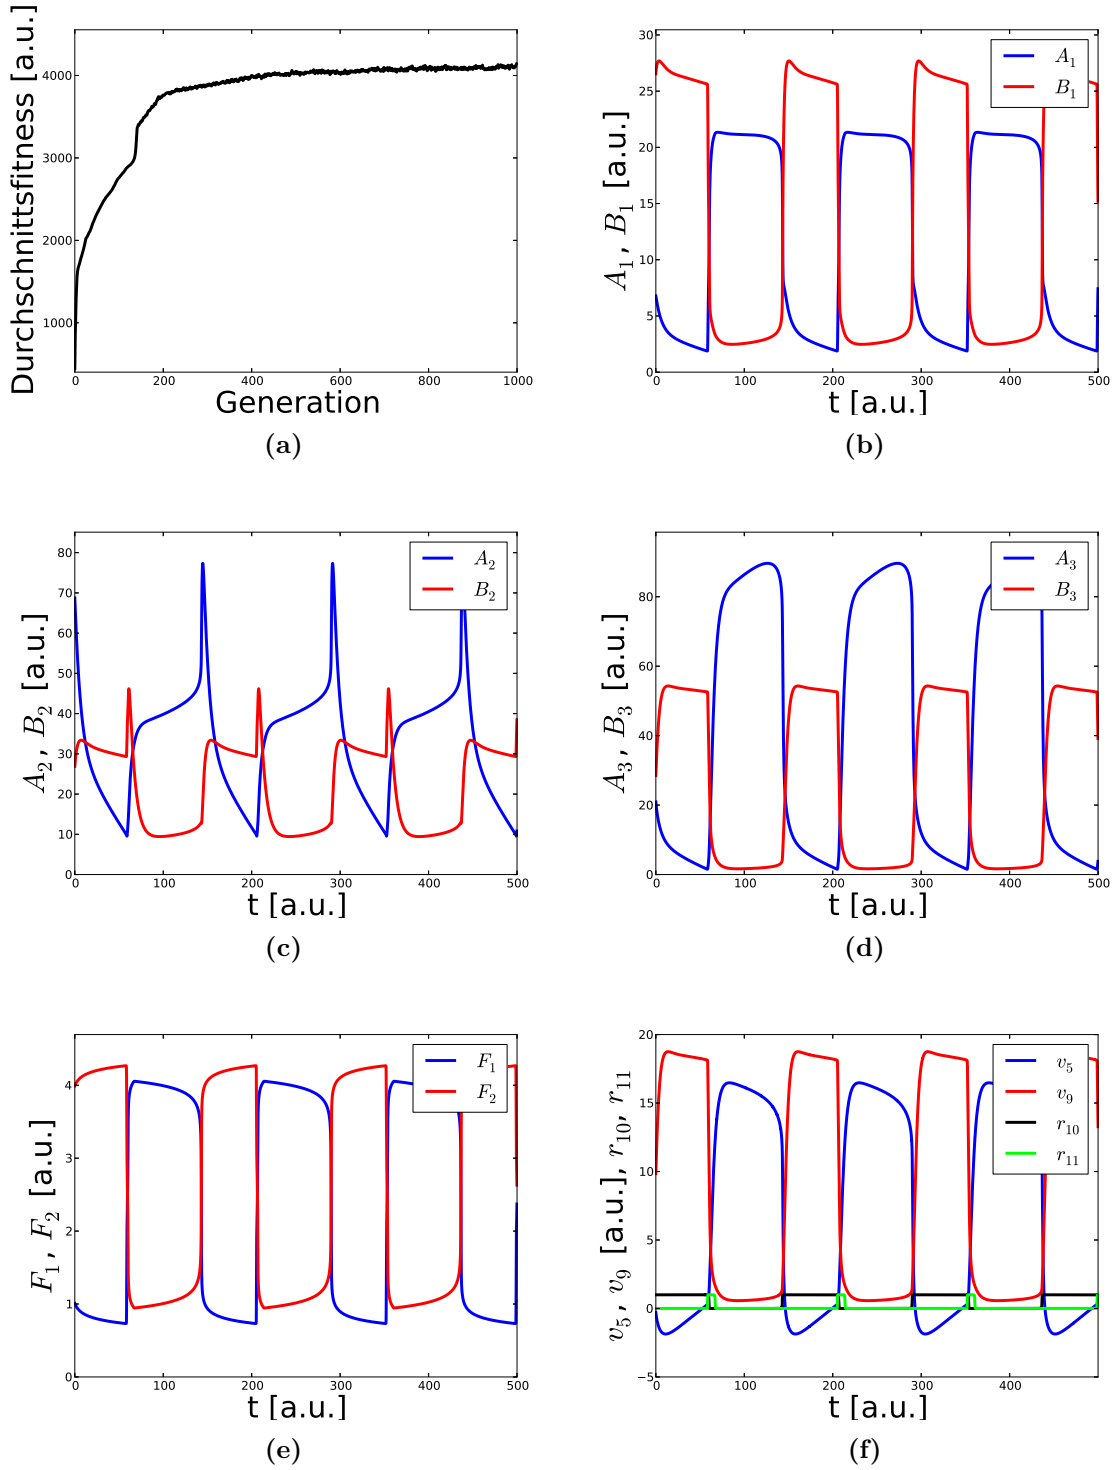 Durchschnittsfitness [a.u.]
4000
3000
2000
1000
0 200 400 600 800 1000
Generation
(a)
A₁, B₁ [a.u.]
30
25
20
15
10
5
0
A₁
B₁
0 100 200 300 400 500
t [a.u.]
(b)
A₂, B₂ [a.u.]
80
70
60
50
40
30
20
10
0
A₂
B₂
0 100 200 300 400 500
t [a.u.]
(c)
A₃, B₃ [a.u.]
80
60
40
20
0
A₃
B₃
0 100 200 300 400 500
t [a.u.]
(d)
F₁, F₂ [a.u.]
4
3
2
1
0
F₁
F₂
0 100 200 300 400 500
t [a.u.]
(e)
v₅, v₉ [a.u.], r₁₀, r₁₁
20
15
10
5
0
−5
v₅
v₉
r₁₀
r₁₁
0 100 200 300 400
t [a.u.]
(f)